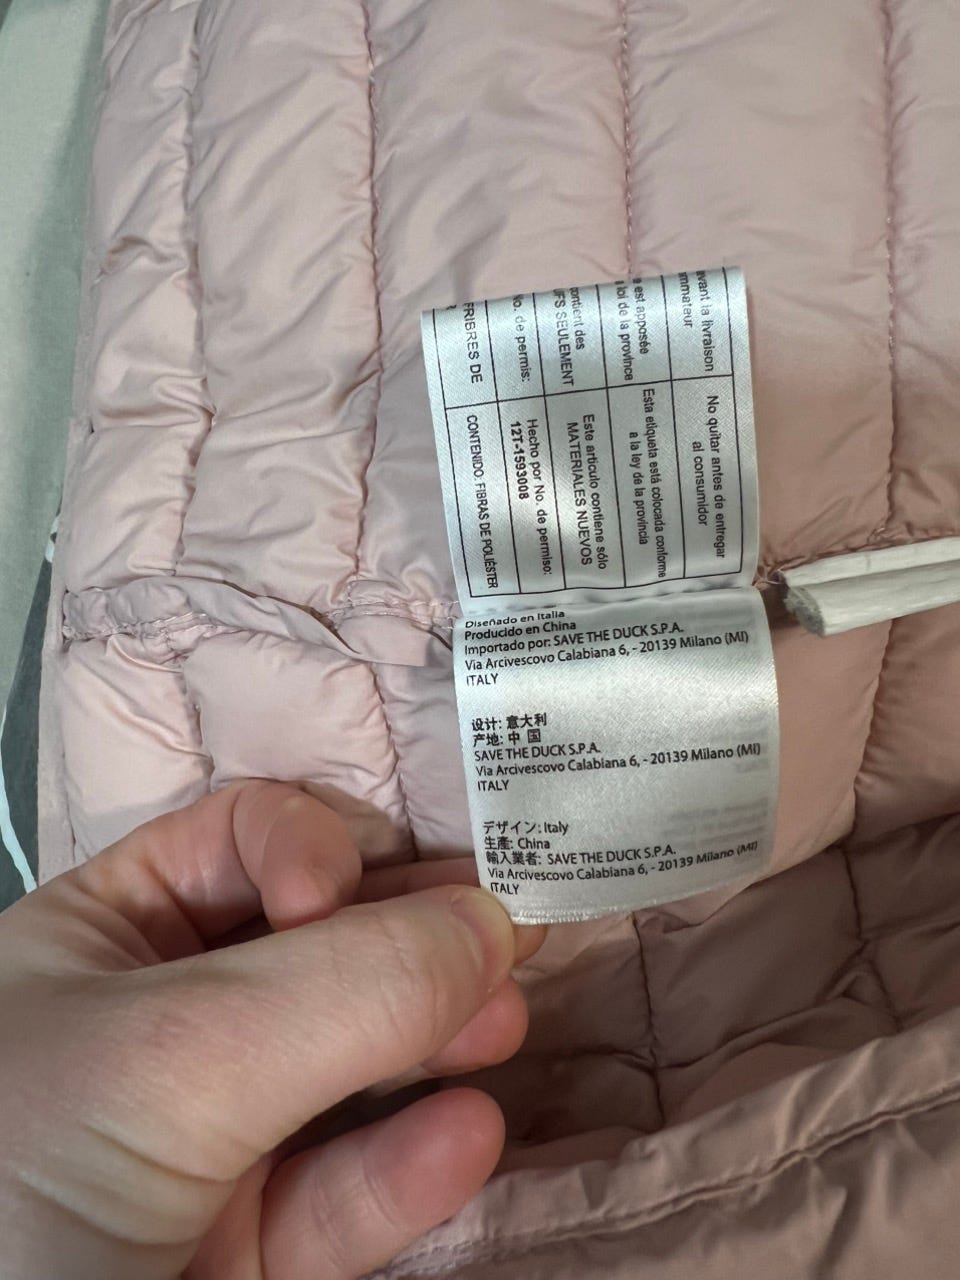 avant la livraison
No quitar antes de entregar
al consumidor
est apposée
loi de la province
Esta etiqueta está colocada conforme
a la ley de la provincia
contient des
UFS SEULEMENT
Este artículo contiene sólo
MATERIALES NUEVOS
No. de permis:
Hecho por No. de permiso:
12T-1593008
FRIBRES DE
CONTENIDO: FIBRAS DE POLIÉSTER
Diseñado en Italia
Producido en China
Importado por: SAVE THE DUCK S.P.A.
Via Arcivescovo Calabiana 6, - 20139 Milano (MI)
ITALY
设计: 意大利
产地: 中 国
SAVE THE DUCK S.P.A.
Via Arcivescovo Calabiana 6, - 20139 Milano (MI)
ITALY
デザイン: Italy
生産: China
輸入業者: SAVE THE DUCK S.P.A.
Via Arcivescovo Calabiana 6, - 20139 Milano (MI)
ITALY